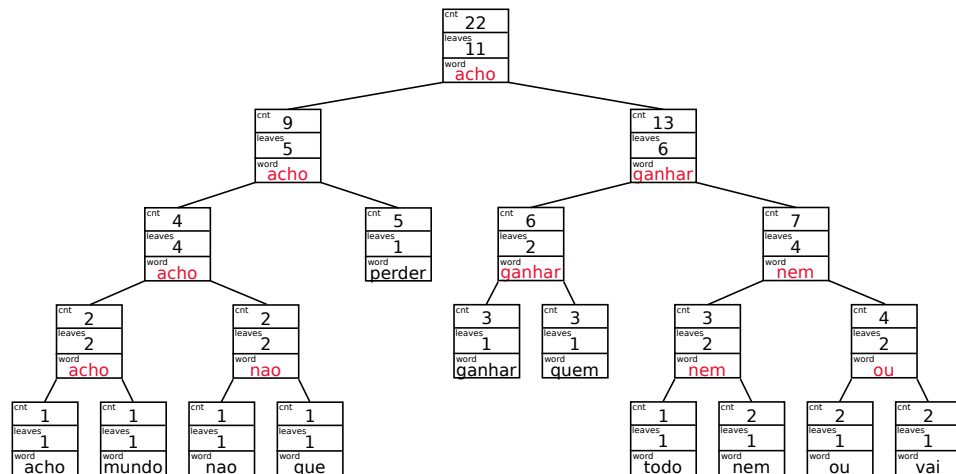 cnt 22
leaves 11
word acho
cnt 9
leaves 5
word acho
cnt 13
leaves 6
word ganhar
cnt 4
leaves 4
word acho
cnt 5
leaves 1
word perder
cnt 6
leaves 2
word ganhar
cnt 7
leaves 4
word nem
cnt 2
leaves 2
word acho
cnt 2
leaves 2
word nao
cnt 3
leaves 1
word ganhar
cnt 3
leaves 1
word quem
cnt 3
leaves 2
word nem
cnt 4
leaves 2
word ou
cnt 1
leaves 1
word acho
cnt 1
leaves 1
word mundo
cnt 1
leaves 1
word nao
cnt 1
leaves 1
word que
cnt 1
leaves 1
word todo
cnt 2
leaves 1
word nem
cnt 2
leaves 1
word ou
cnt 2
leaves 1
word vai